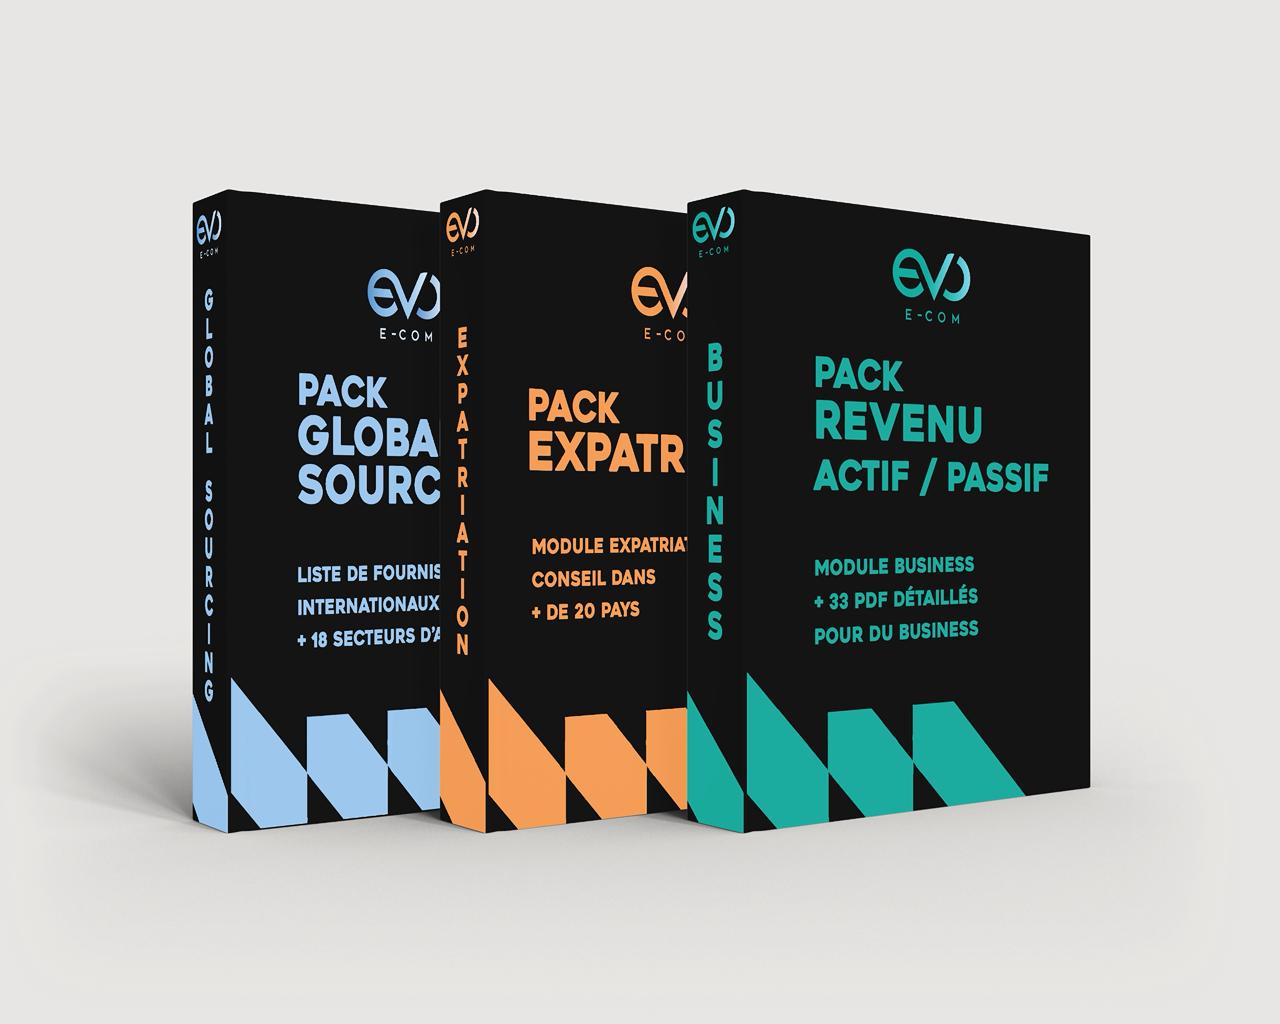 EVO
E-COM
GLOBAL SOURCING
EVO
E-COM
PACK
GLOBA
SOURC
LISTE DE FOURNIS
INTERNATIONAUX
+ 18 SECTEURS D'A
EVO
E-COM
EXPATRIATION
EVO
E-CO
PACK
EXPATR
MODULE EXPATRIAT
CONSEIL DANS
+ DE 20 PAYS
EVO
E-COM
BUSINESS
EVO
E-COM
PACK
REVENU
ACTIF / PASSIF
MODULE BUSINESS
+ 33 PDF DÉTAILLÉS
POUR DU BUSINESS